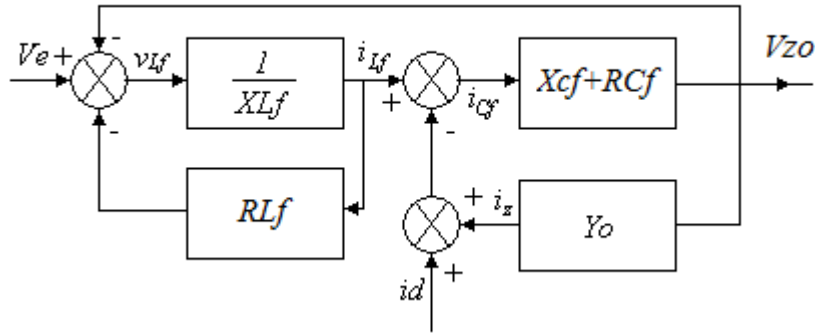 Ve + - vLf 1 iLf + iCf Xcf+RCf Vzo
XLf
- RLf - + iz Yo
id +